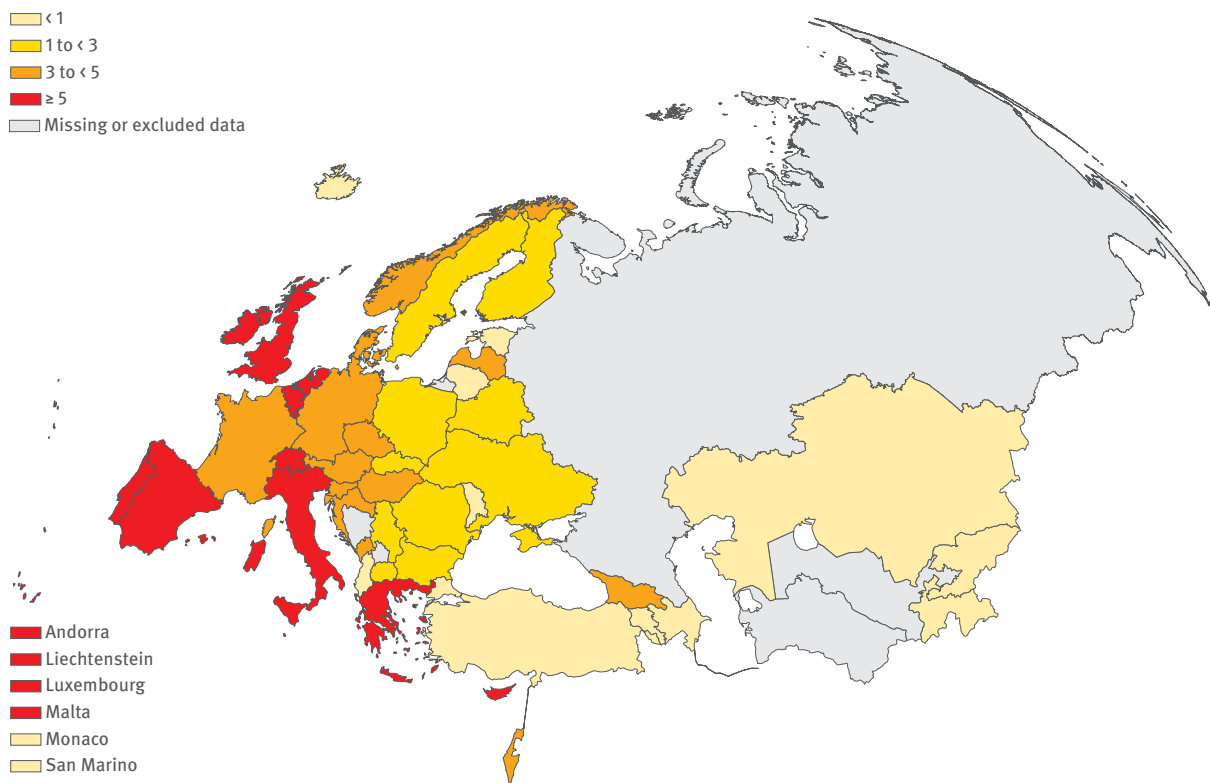 < 1
1 to < 3
3 to < 5
≥ 5
Missing or excluded data
Andorra
Liechtenstein
Luxembourg
Malta
Monaco
San Marino